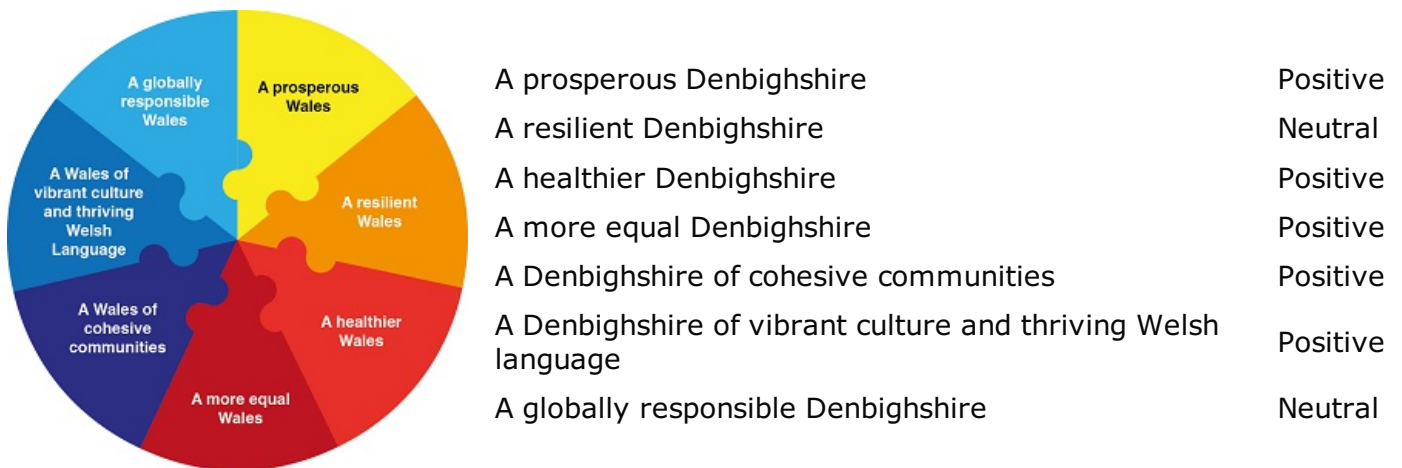 A globally
responsible
Wales
A prosperous
Wales
A resilient
Wales
A healthier
Wales
A more equal
Wales
A Wales of
cohesive
communities
A Wales of
vibrant culture
and thriving
Welsh
Language
A prosperous Denbighshire Positive
A resilient Denbighshire Neutral
A healthier Denbighshire Positive
A more equal Denbighshire Positive
A Denbighshire of cohesive communities Positive
A Denbighshire of vibrant culture and thriving Welsh
language Positive
A globally responsible Denbighshire Neutral